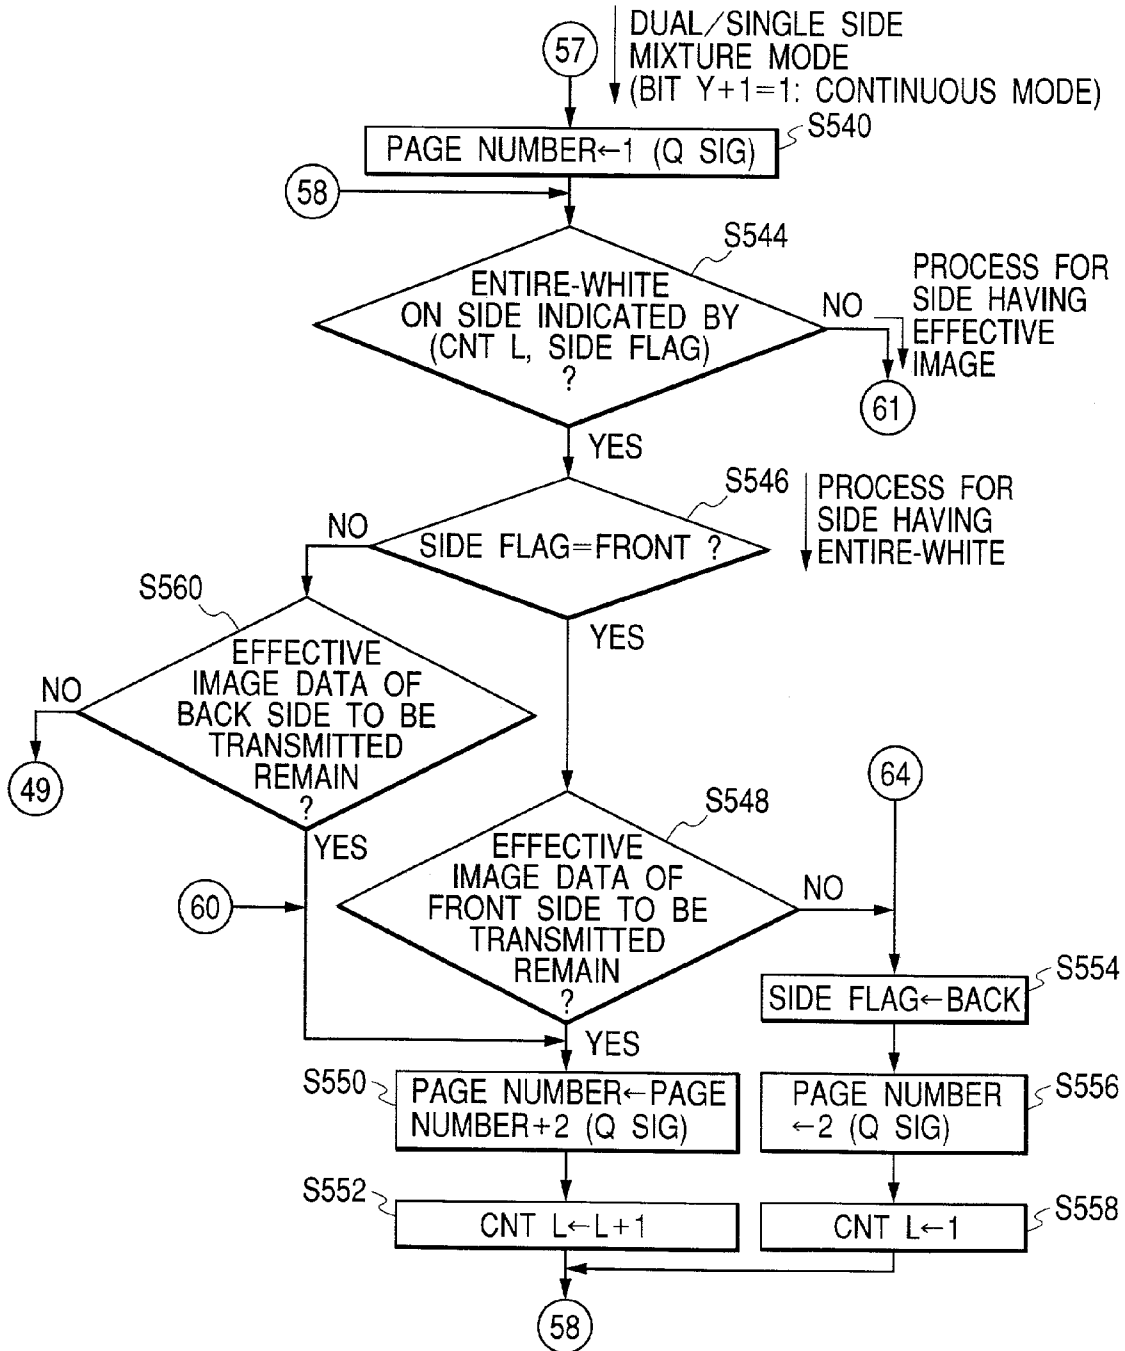 57
DUAL/SINGLE SIDE
MIXTURE MODE
(BIT Y+1=1: CONTINUOUS MODE)
S540
PAGE NUMBER←1 (Q SIG)
58
S544
ENTIRE-WHITE
ON SIDE INDICATED BY
(CNT L, SIDE FLAG)
?
NO
PROCESS FOR
SIDE HAVING
EFFECTIVE
IMAGE
61
YES
S546
SIDE FLAG=FRONT ?
PROCESS FOR
SIDE HAVING
ENTIRE-WHITE
NO
YES
S560
EFFECTIVE
IMAGE DATA OF
BACK SIDE TO BE
TRANSMITTED
REMAIN
?
NO
49
YES
60
S548
EFFECTIVE
IMAGE DATA OF
FRONT SIDE TO BE
TRANSMITTED
REMAIN
?
NO
64
YES
S554
SIDE FLAG←BACK
S550
PAGE NUMBER←PAGE
NUMBER+2 (Q SIG)
S556
PAGE NUMBER
←2 (Q SIG)
S552
CNT L←L+1
S558
CNT L←1
58